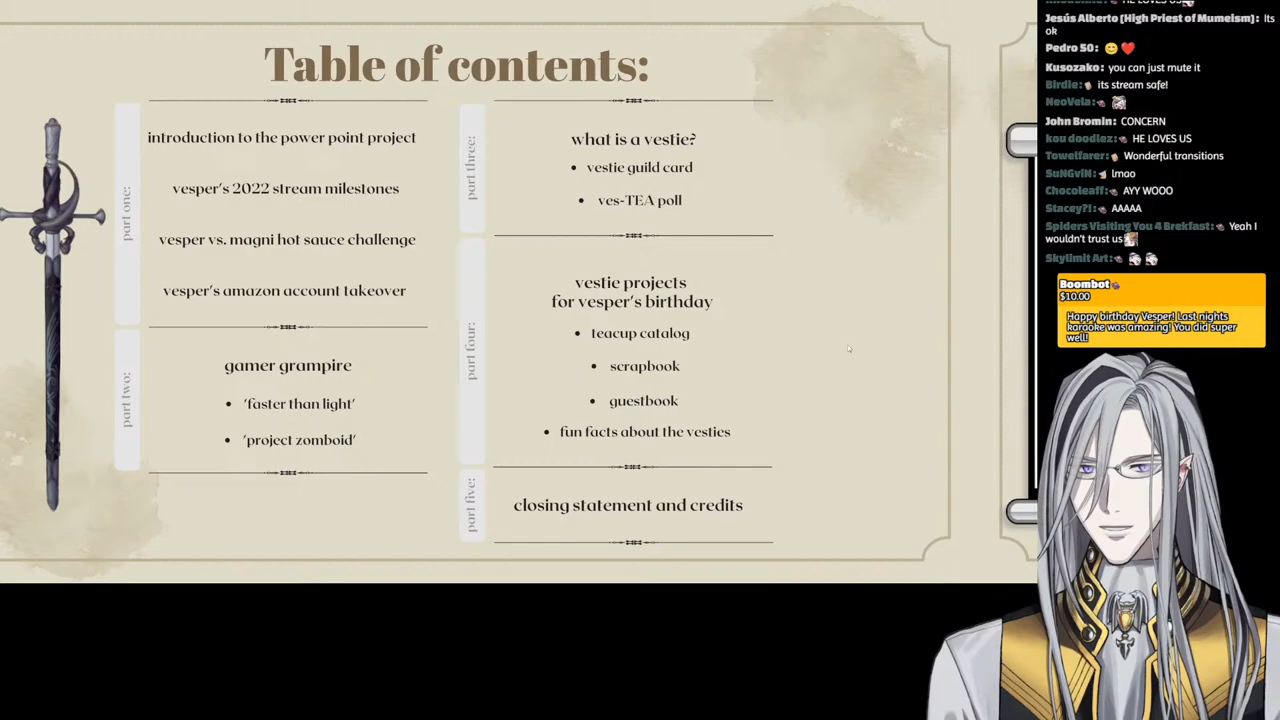 Table of contents:
part one:
introduction to the power point project
vesper's 2022 stream milestones
vesper vs. magni hot sauce challenge
vesper's amazon account takeover
part two:
gamer grampire
• 'faster than light'
• 'project zomboid'
part three:
what is a vestie?
• vestie guild card
• ves-TEA poll
part four:
vestie projects
for vesper's birthday
• teacup catalog
• scrapbook
• guestbook
• fun facts about the vesties
part five:
closing statement and credits
HE LOVES US
Jesús Alberto (High Priest of Mumeism): Its
ok
Pedro 50: 😊❤️
Kusozako: you can just mute it
Birdie: its stream safe!
NeoVela:
John Bromin: CONCERN
kou doodlez: HE LOVES US
Towelfarer: Wonderful transitions
SuNGviN: lmao
Chocoleaff: AYY WOOO
Stacey?!: AAAAA
Spiders Visiting You 4 Brekfast: Yeah I
wouldn't trust us
Skylimit Art:
Boombot
$10.00
Happy birthday Vesper! Last nights
karaoke was amazing! You did super
well!